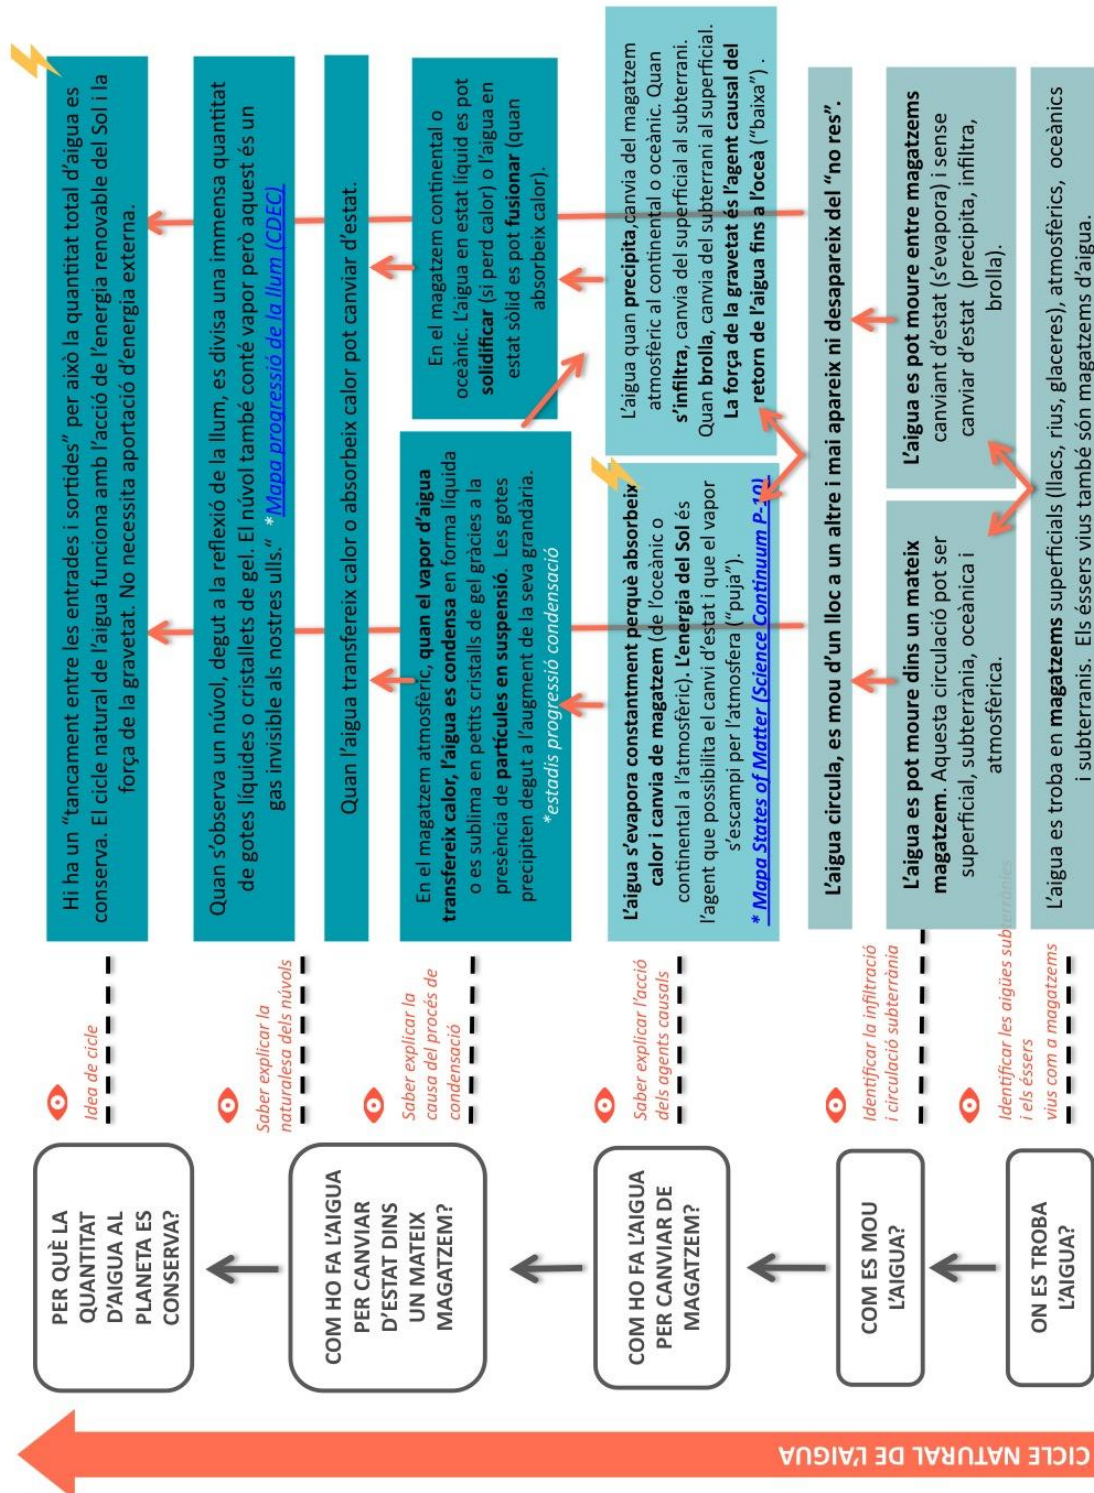 CICLE NATURAL DE L'AIGUA
PER QUÈ LA
QUANTITAT
D'AIGUA AL
PLANETA ES
CONSERVA?
Idea de cicle
Hi ha un "tancament entre les entrades i sortides" per això la quantitat total d'aigua es
conserva. El cicle natural de l'aigua funciona amb l'acció de l'energia renovable del Sol i la
força de la gravetat. No necessita aportació d'energia externa.
COM HO FA L'AIGUA
PER CANVIAR
D'ESTAT DINS
UN MATEIX
MAGATZEM?
Saber explicar la
naturalesa dels núvols
Quan s'observa un núvol, degut a la reflexió de la llum, es divisa una immensa quantitat
de gotes líquides o cristallets de gel. El núvol també conté vapor però aquest és un
gas invisible als nostres ulls." *Mapa progressió de la llum (CDEC)
Quan l'aigua transfereix calor o absorbeix calor pot canviar d'estat.
Saber explicar la
causa del procés de
condensació
En el magatzem atmosfèric, quan el vapor d'aigua
transfereix calor, l'aigua es condensa en forma líquida
o es sublima en petits cristalls de gel gràcies a la
presència de partícules en suspensió. Les gotes
precipiten degut a l'augment de la seva grandària.
*estadis progressió condensació
En el magatzem continental o
oceànic. L'aigua en estat líquid es pot
solidificar (si perd calor) o l'aigua en
estat sòlid es pot fusionar (quan
absorbeix calor).
COM HO FA L'AIGUA
PER CANVIAR DE
MAGATZEM?
Saber explicar l'acció
dels agents causals
L'aigua s'evapora constantment perquè absorbeix
calor i canvia de magatzem (de l'oceànic o
continental a l'atmosfèric). L'energia del Sol és
l'agent que possibilita el canvi d'estat i que el vapor
s'escampi per l'atmosfera ("puja").
* Mapa States of Matter (Science Continuum P-10)
L'aigua quan precipita,canvia del magatzem
atmosfèric al continental o oceànic. Quan
s'infiltra, canvia del superficial al subterrani.
Quan brolla, canvia del subterrani al superficial.
La força de la gravetat és l'agent causal del
retorn de l'aigua fins a l'oceà ("baixa") .
COM ES MOU
L'AIGUA?
L'aigua circula, es mou d'un lloc a un altre i mai apareix ni desapareix del "no res".
Identificar la infiltració
i circulació subterrània
L'aigua es pot moure dins un mateix
magatzem. Aquesta circulació pot ser
superficial, subterrània, oceànica i
atmosfèrica.
L'aigua es pot moure entre magatzems
canviant d'estat (s'evapora) i sense
canviar d'estat (precipita, infiltra,
brolla).
ON ES TROBA
L'AIGUA?
Identificar les aigües subterrànies
i els éssers
vius com a magatzems
L'aigua es troba en magatzems superficials (llacs, rius, glaceres), atmosfèrics, oceànics
i subterranis. Els éssers vius també són magatzems d'aigua.